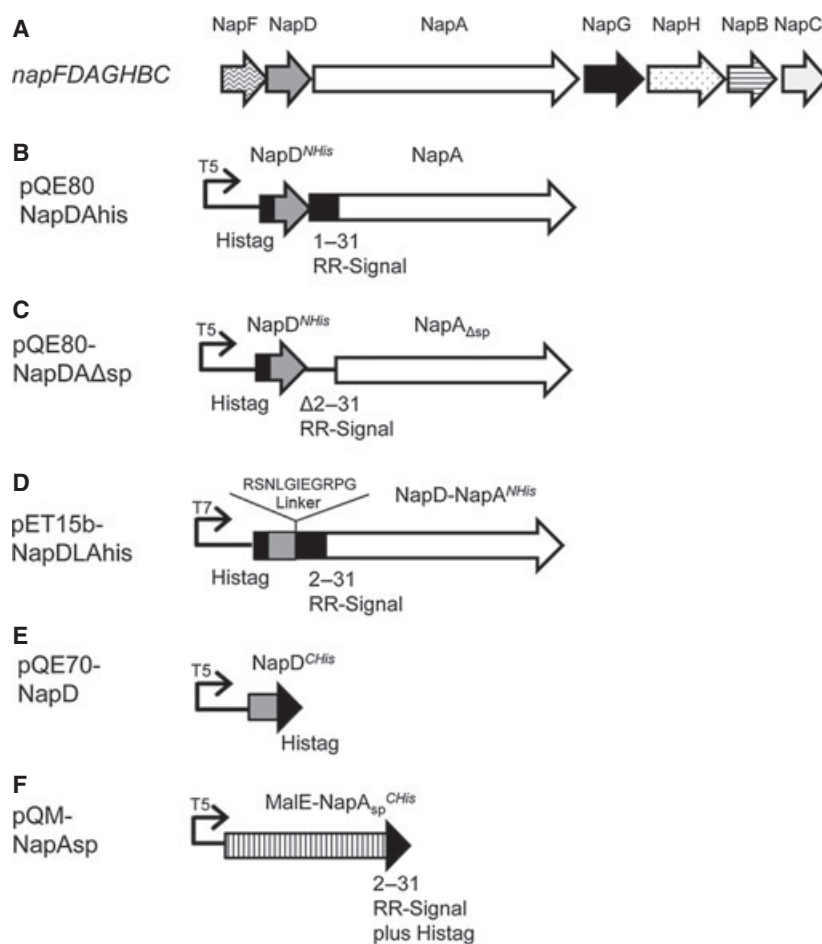 A
NapF NapD NapA NapG NapH NapB NapC
napFDAGHBC
B
NapD^NHis NapA
pQE80
NapDAhis
T5
Histag
1–31
RR-Signal
C
NapD^NHis NapA_Δsp
pQE80-
NapDAΔsp
T5
Histag
Δ2–31
RR-Signal
D
RSNLGIEGRPG
Linker
NapD-NapA^NHis
pET15b-
NapDLAhis
T7
Histag
2–31
RR-Signal
E
pQE70-
NapD
T5
NapD^CHis
Histag
F
pQM-
NapAsp
T5
MalE-NapA_sp^CHis
2–31
RR-Signal
plus Histag